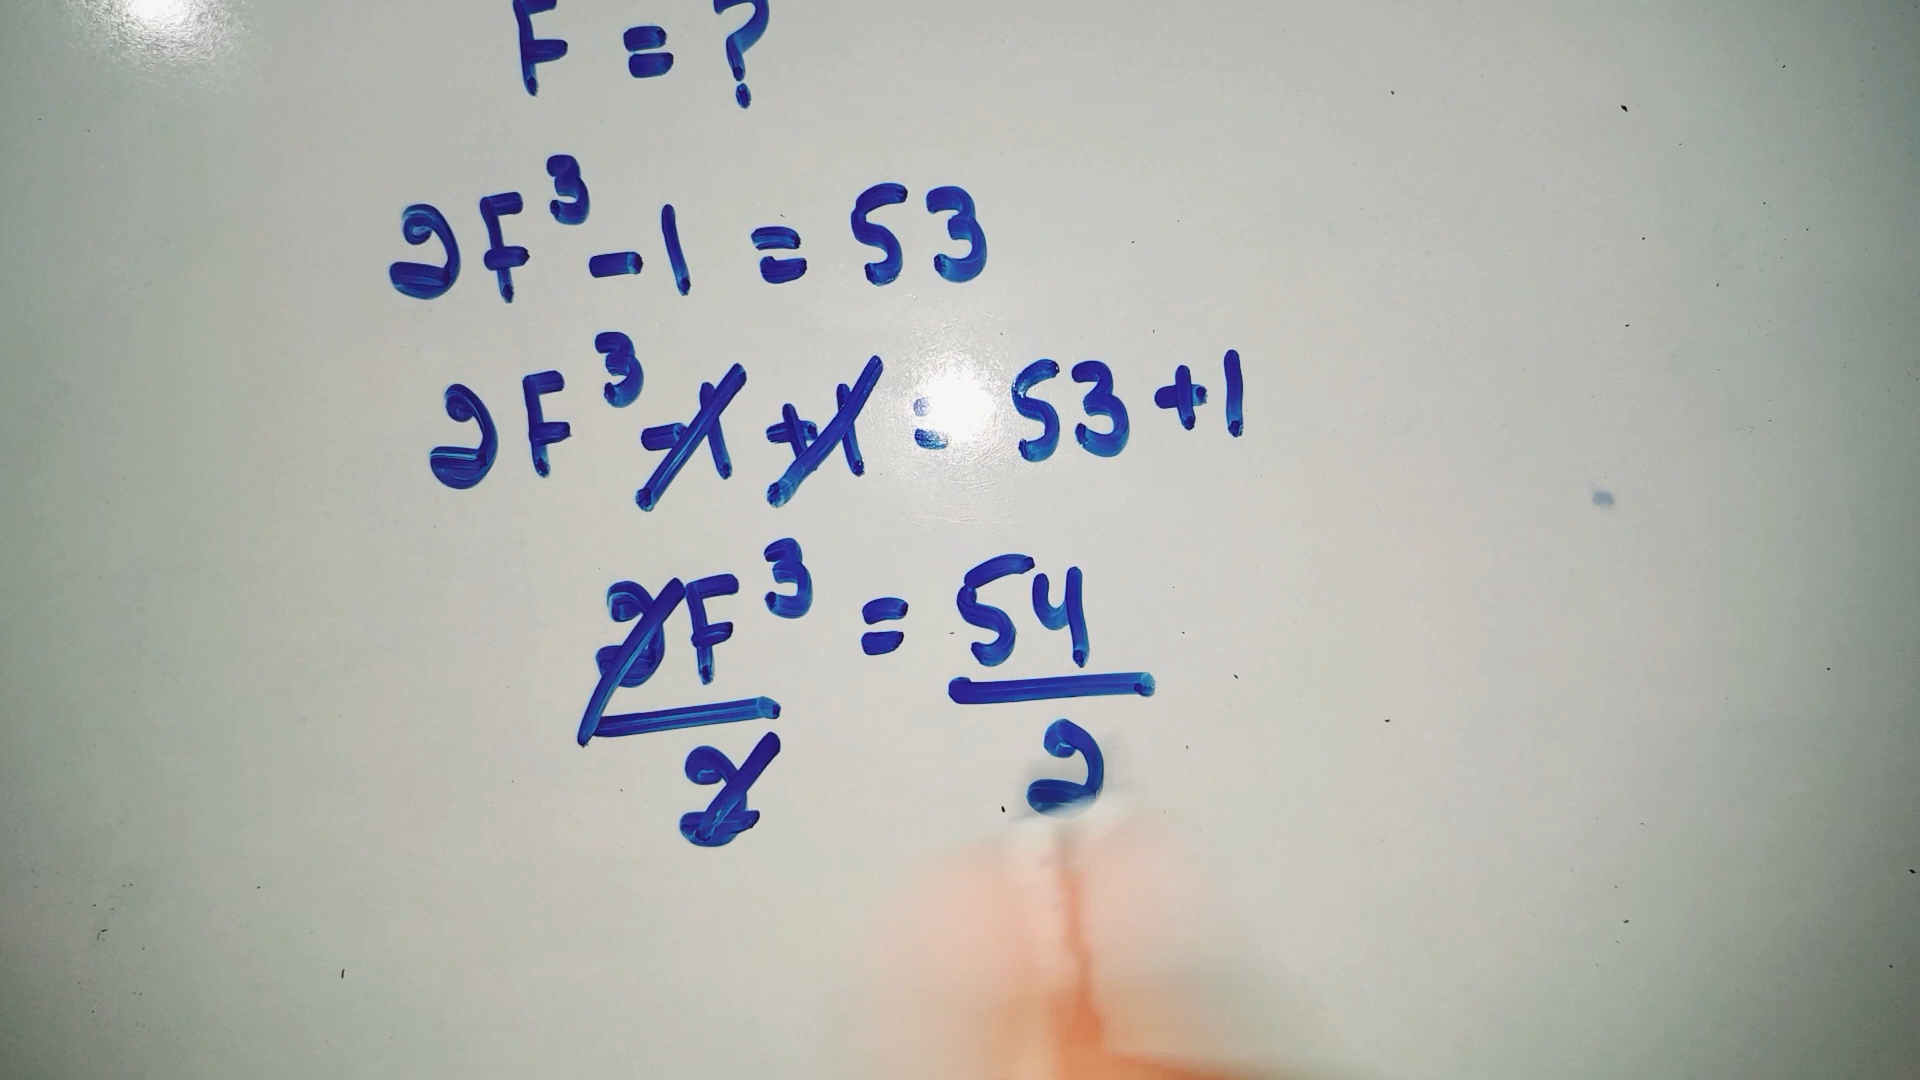 F = ?
2F³ - 1 = 53
2F³ - 1 + 1 = 53 + 1
2F³ = 54
2 2